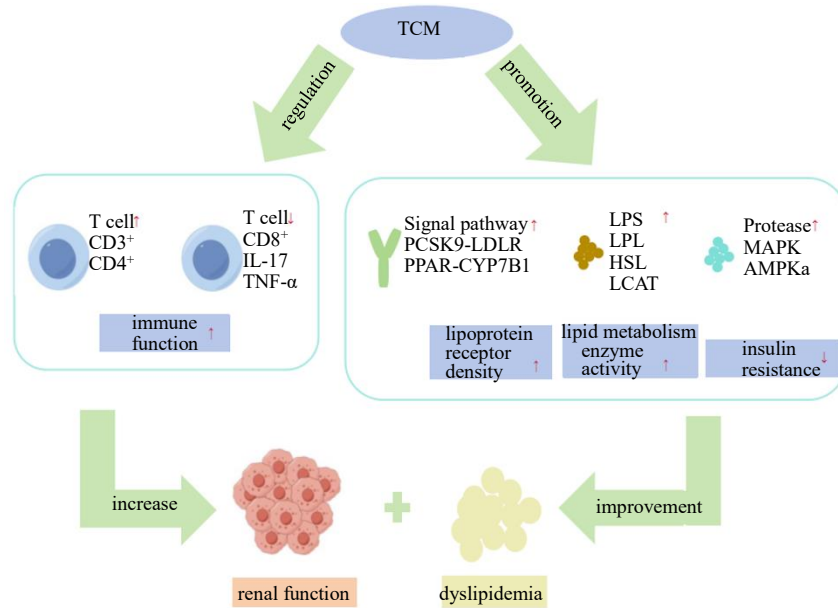 TCM
regulation
promotion
T cell↑
CD3⁺
CD4⁺
T cell↓
CD8⁺
IL-17
TNF-α
immune
function ↑
Signal pathway↑
PCSK9-LDLR
PPAR-CYP7B1
LPS ↑
LPL
HSL
LCAT
Protease↑
MAPK
AMPKa
lipoprotein
receptor
density ↑
lipid metabolism
enzyme
activity ↑
insulin
resistance↓
increase
improvement
renal function
dyslipidemia